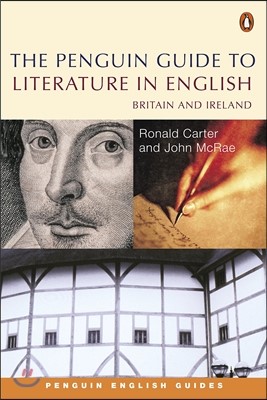 THE PENGUIN GUIDE TO
LITERATURE IN ENGLISH
BRITAIN AND IRELAND
Ronald Carter
and John McRae
PENGUIN ENGLISH GUIDES